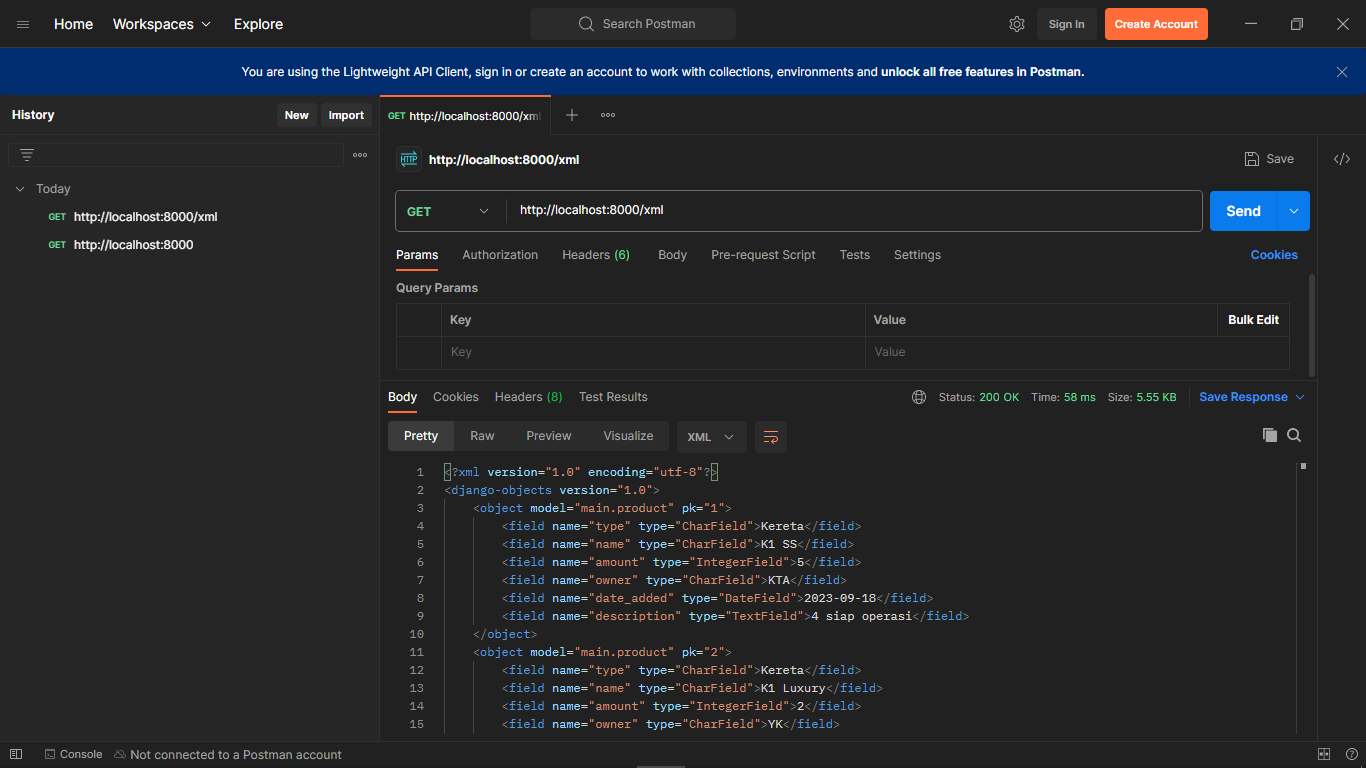 Home Workspaces Explore Search Postman Sign In Create Account
You are using the Lightweight API Client, sign in or create an account to work with collections, environments and unlock all free features in Postman.
History New Import GET http://localhost:8000/xml
HTTP http://localhost:8000/xml Save </>
Today
GET http://localhost:8000/xml
GET http://localhost:8000
GET http://localhost:8000/xml Send
Params Authorization Headers (6) Body Pre-request Script Tests Settings Cookies
Query Params
Key Value Bulk Edit
Key Value
Body Cookies Headers (8) Test Results Status: 200 OK Time: 58 ms Size: 5.55 KB Save Response
Pretty Raw Preview Visualize XML
1 <?xml version="1.0" encoding="utf-8"?>
2 <django-objects version="1.0">
3 <object model="main.product" pk="1">
4 <field name="type" type="CharField">Kereta</field>
5 <field name="name" type="CharField">K1 SS</field>
6 <field name="amount" type="IntegerField">5</field>
7 <field name="owner" type="CharField">KTA</field>
8 <field name="date_added" type="DateField">2023-09-18</field>
9 <field name="description" type="TextField">4 siap operasi</field>
10 </object>
11 <object model="main.product" pk="2">
12 <field name="type" type="CharField">Kereta</field>
13 <field name="name" type="CharField">K1 Luxury</field>
14 <field name="amount" type="IntegerField">2</field>
15 <field name="owner" type="CharField">YK</field>
Console Not connected to a Postman account